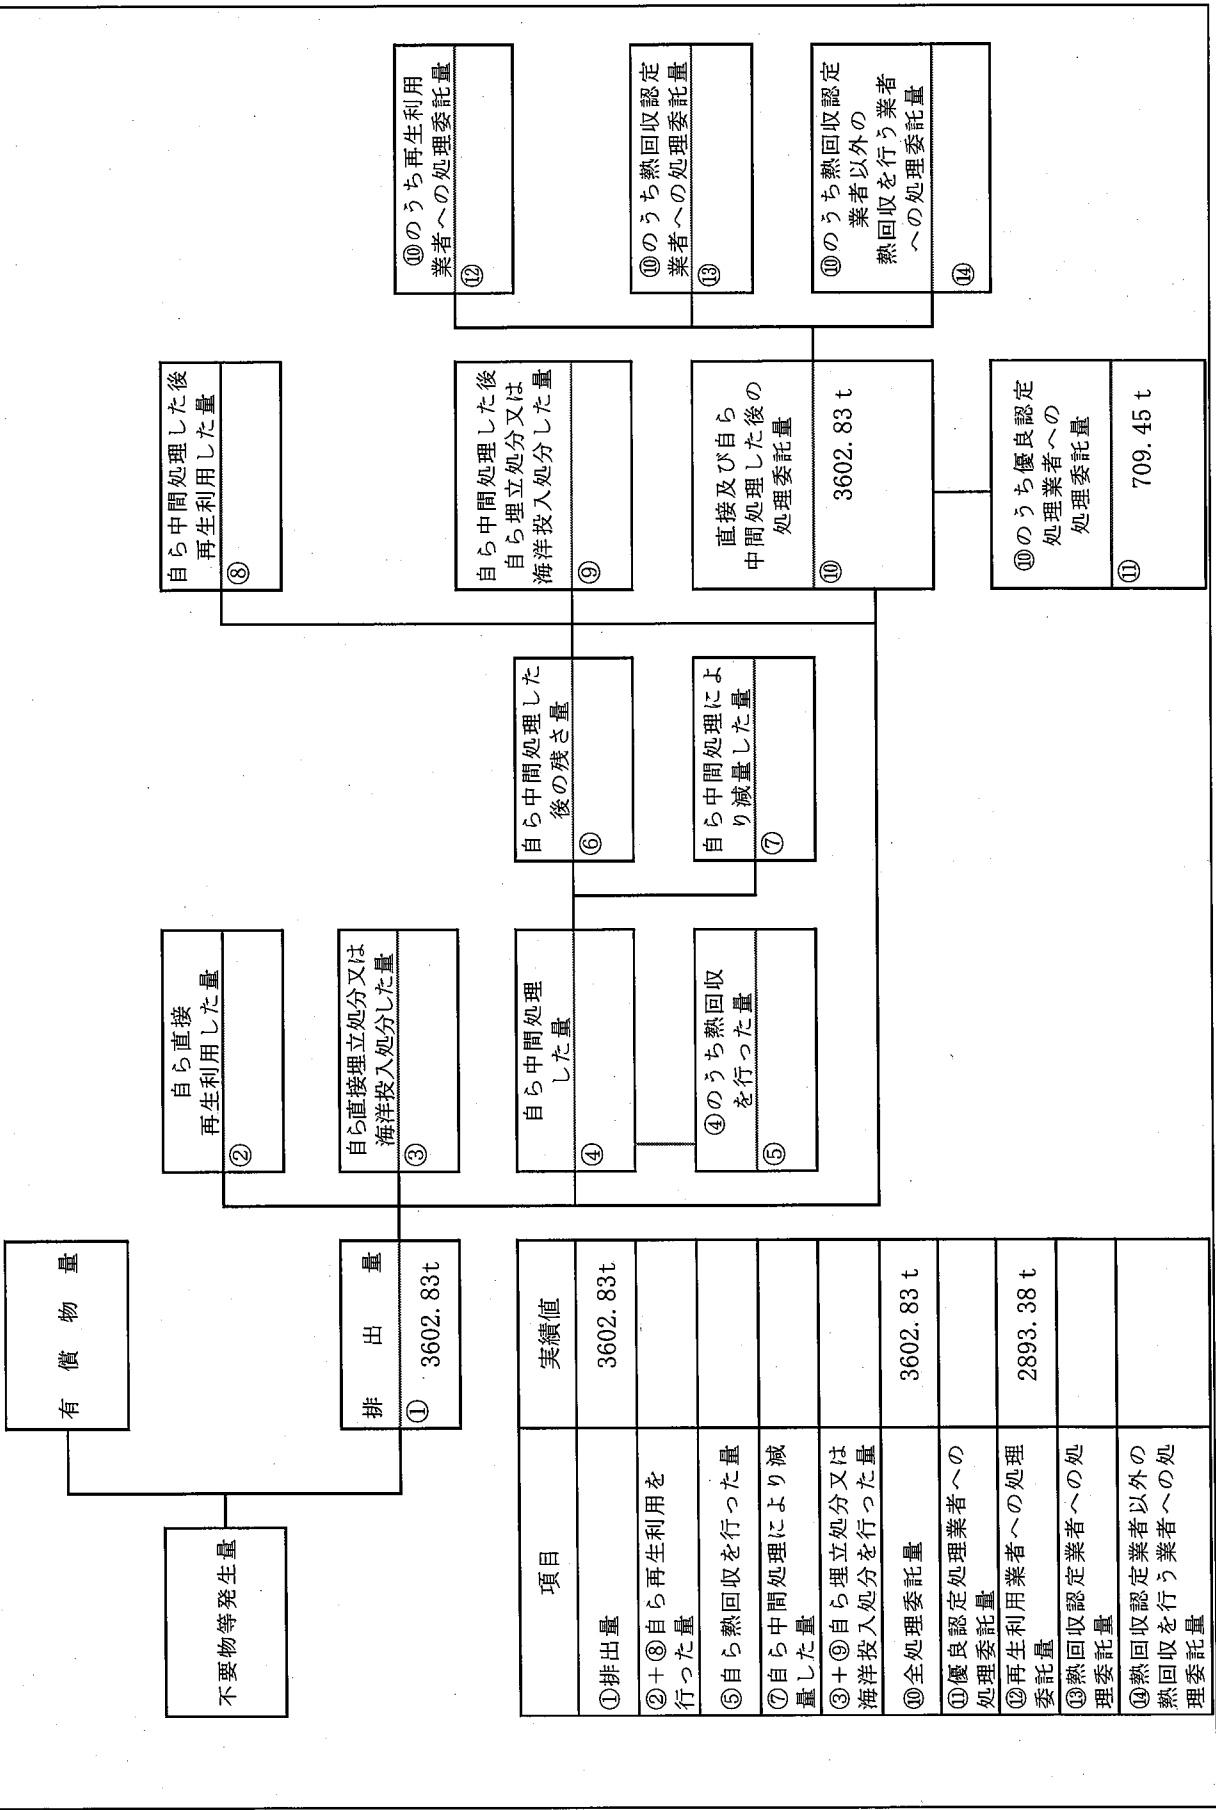 有償物量
不要物等発生量
排出量
① 3602.83t
自ら直接
再生利用した量
②
自ら直接埋立処分又は
海洋投入処分した量
③
自ら中間処理
した量
④
④のうち熱回収
を行った量
⑤
自ら中間処理した
後の残さ量
⑥
自ら中間処理によ
り減量した量
⑦
自ら中間処理した後
再生利用した量
⑧
自ら中間処理した後
自ら埋立処分又は
海洋投入処分した量
⑨
直接及び自ら
中間処理した後の
処理委託量
⑩ 3602.83 t
⑩のうち優良認定
処理業者への
処理委託量
⑪ 709.45 t
⑩のうち再生利用
業者への処理委託量
⑫
⑩のうち熱回収認定
業者への処理委託量
⑬
⑩のうち熱回収認定
業者以外の
熱回収を行う業者
への処理委託量
⑭
項目 実績値
①排出量 3602.83t
②+⑧自ら再生利用を
行った量
⑤自ら熱回収を行った量
⑦自ら中間処理により減
量した量
③+⑨自ら埋立処分又は
海洋投入処分を行った量
⑩全処理委託量 3602.83 t
⑪優良認定処理業者への
処理委託量
⑫再生利用業者への処理
委託量 2893.38 t
⑬熱回収認定業者への処
理委託量
⑭熱回収認定業者以外の
熱回収を行う業者への処
理委託量